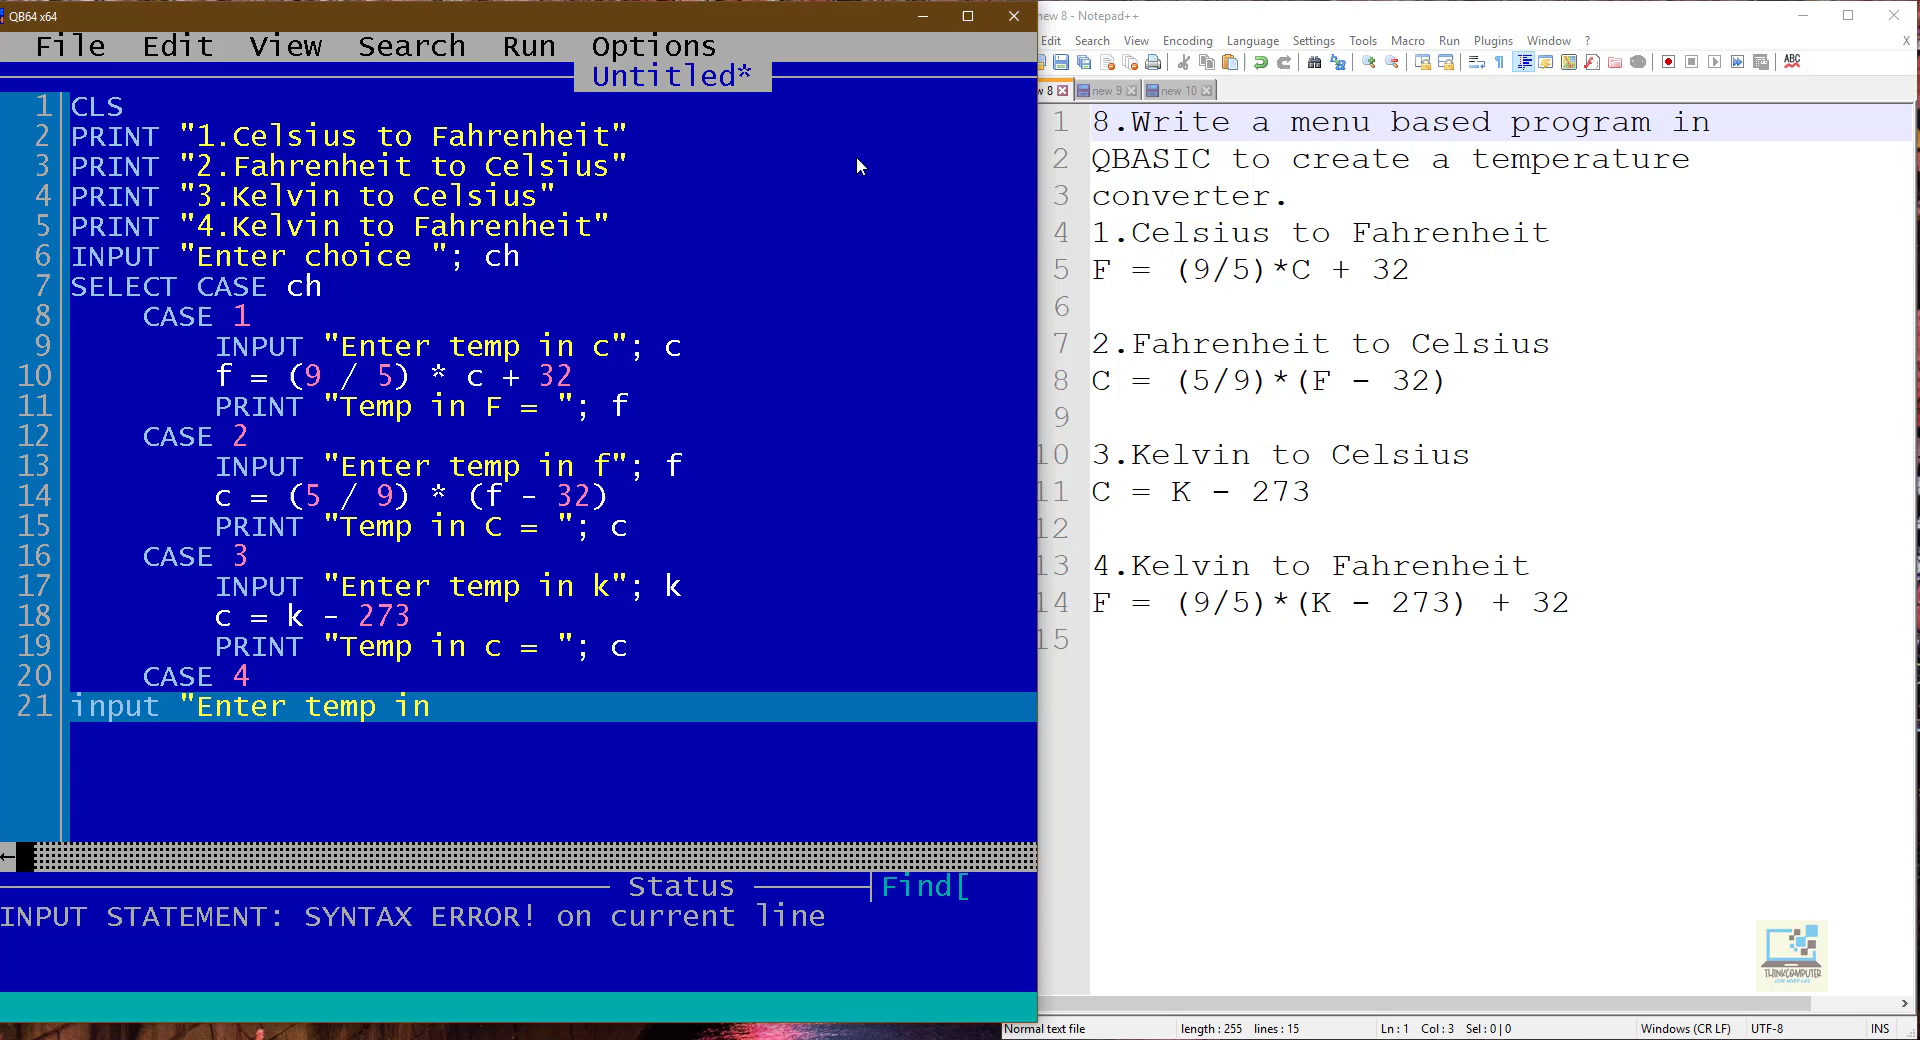 QB64 x64
File Edit View Search Run Options
Untitled*
1 CLS
2 PRINT "1.Celsius to Fahrenheit"
3 PRINT "2.Fahrenheit to Celsius"
4 PRINT "3.Kelvin to Celsius"
5 PRINT "4.Kelvin to Fahrenheit"
6 INPUT "Enter choice "; ch
7 SELECT CASE ch
8 CASE 1
9 INPUT "Enter temp in c"; c
10 f = (9 / 5) * c + 32
11 PRINT "Temp in F = "; f
12 CASE 2
13 INPUT "Enter temp in f"; f
14 c = (5 / 9) * (f - 32)
15 PRINT "Temp in C = "; c
16 CASE 3
17 INPUT "Enter temp in k"; k
18 c = k - 273
19 PRINT "Temp in c = "; c
20 CASE 4
21 input "Enter temp in
Status Find[
INPUT STATEMENT: SYNTAX ERROR! on current line
new 8 - Notepad++
Edit Search View Encoding Language Settings Tools Macro Run Plugins Window ? X
w 8 new 9 new 10
1 8.Write a menu based program in
2 QBASIC to create a temperature
3 converter.
4 1.Celsius to Fahrenheit
5 F = (9/5)*C + 32
6
7 2.Fahrenheit to Celsius
8 C = (5/9)*(F - 32)
9
10 3.Kelvin to Celsius
11 C = K - 273
12
13 4.Kelvin to Fahrenheit
14 F = (9/5)*(K - 273) + 32
15
THINKCOMPUTER
Normal text file length : 255 lines : 15 Ln : 1 Col : 3 Sel : 0 | 0 Windows (CR LF) UTF-8 INS